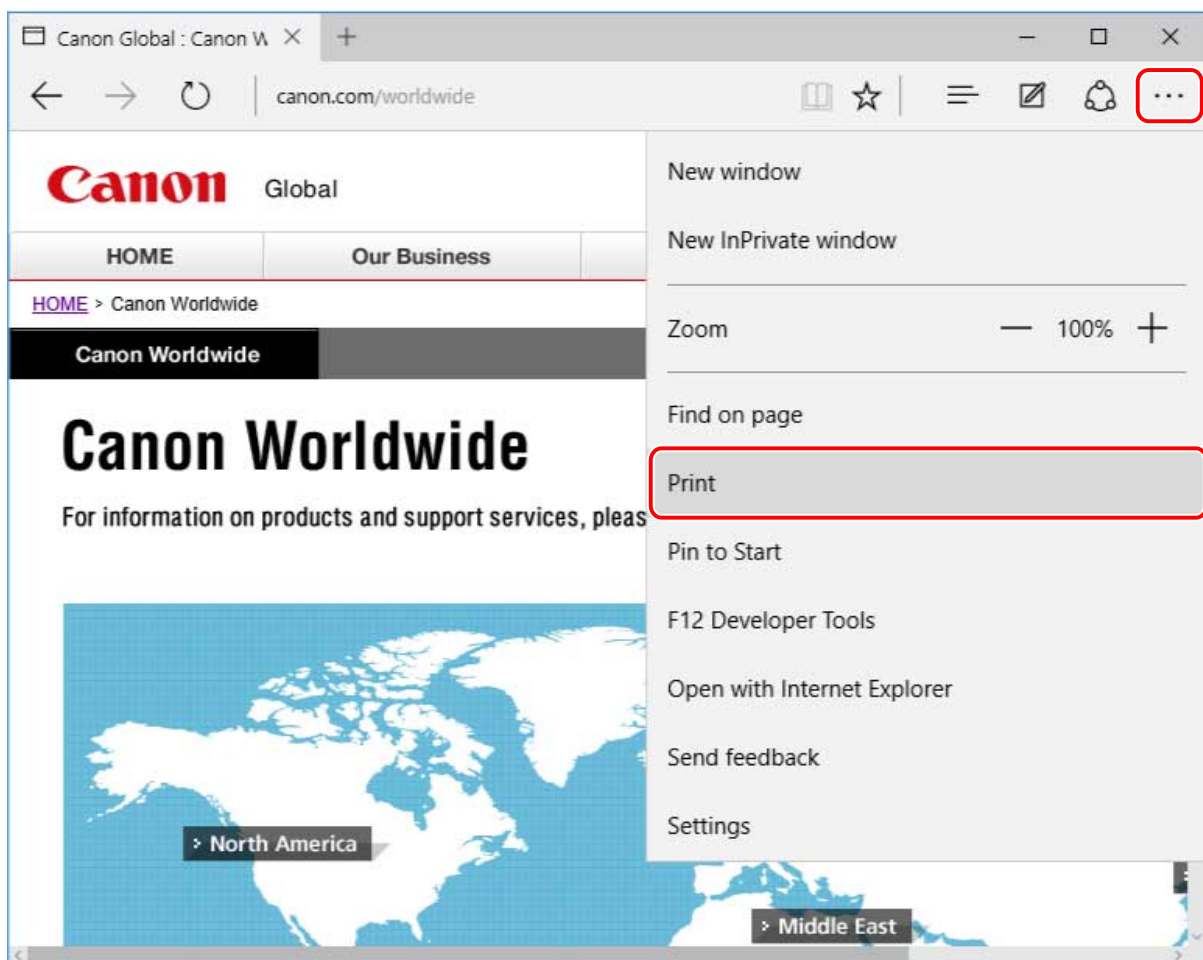 Canon Global : Canon W
canon.com/worldwide
Canon Global
HOME Our Business
HOME > Canon Worldwide
Canon Worldwide
Canon Worldwide
For information on products and support services, pleas
> North America
> Middle East
New window
New InPrivate window
Zoom 100%
Find on page
Print
Pin to Start
F12 Developer Tools
Open with Internet Explorer
Send feedback
Settings